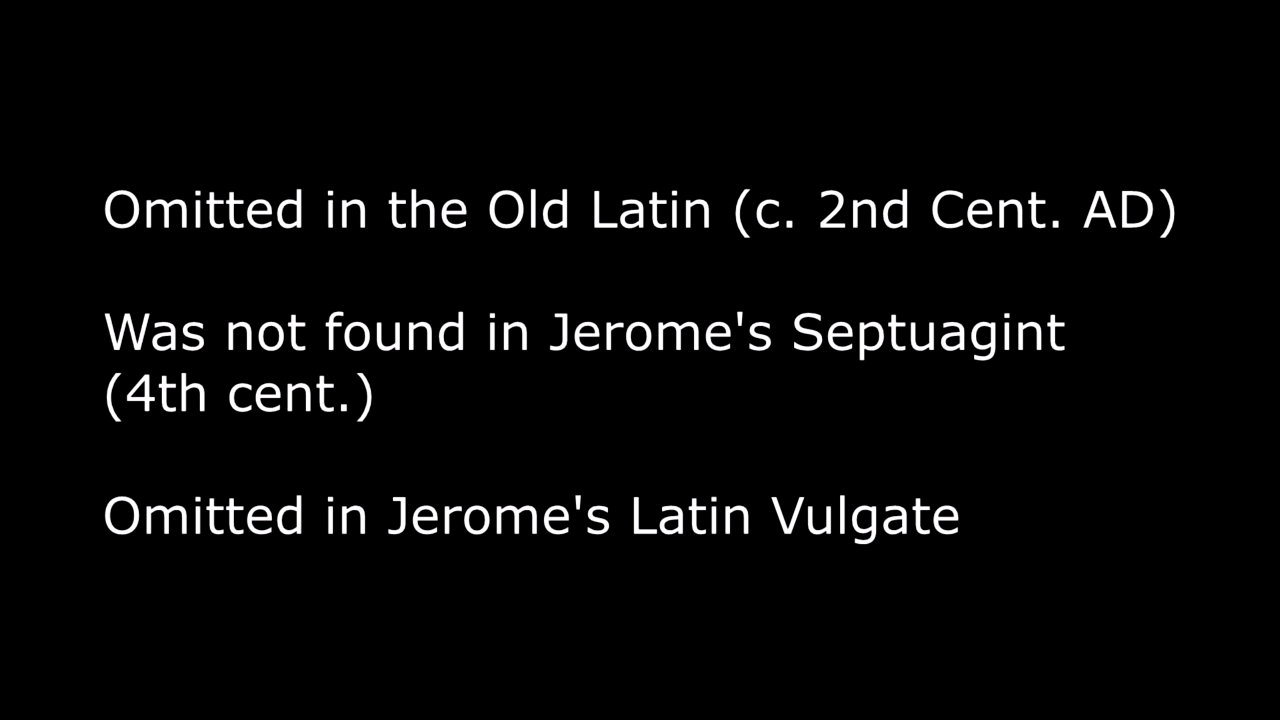 Omitted in the Old Latin (c. 2nd Cent. AD)
Was not found in Jerome's Septuagint
(4th cent.)
Omitted in Jerome's Latin Vulgate